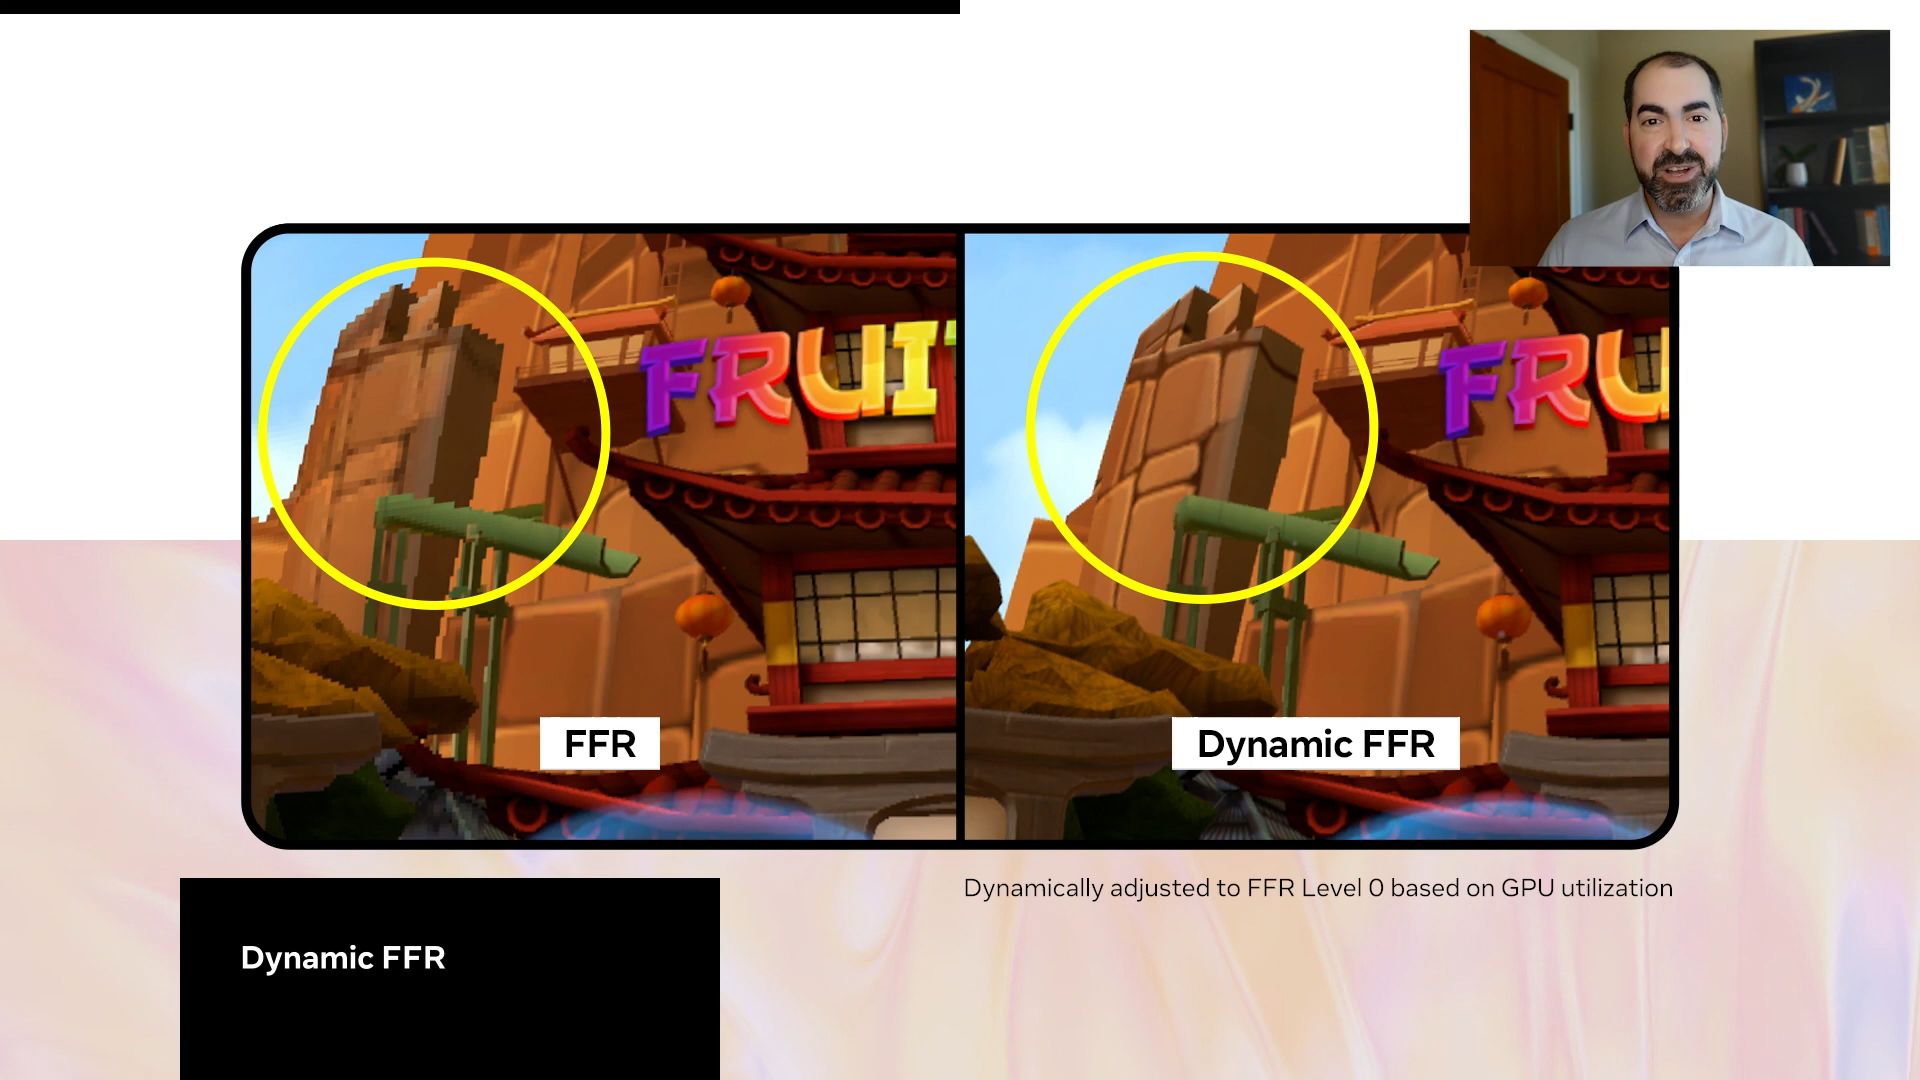 FRUIT
FRU
FFR
Dynamic FFR
Dynamically adjusted to FFR Level 0 based on GPU utilization
Dynamic FFR